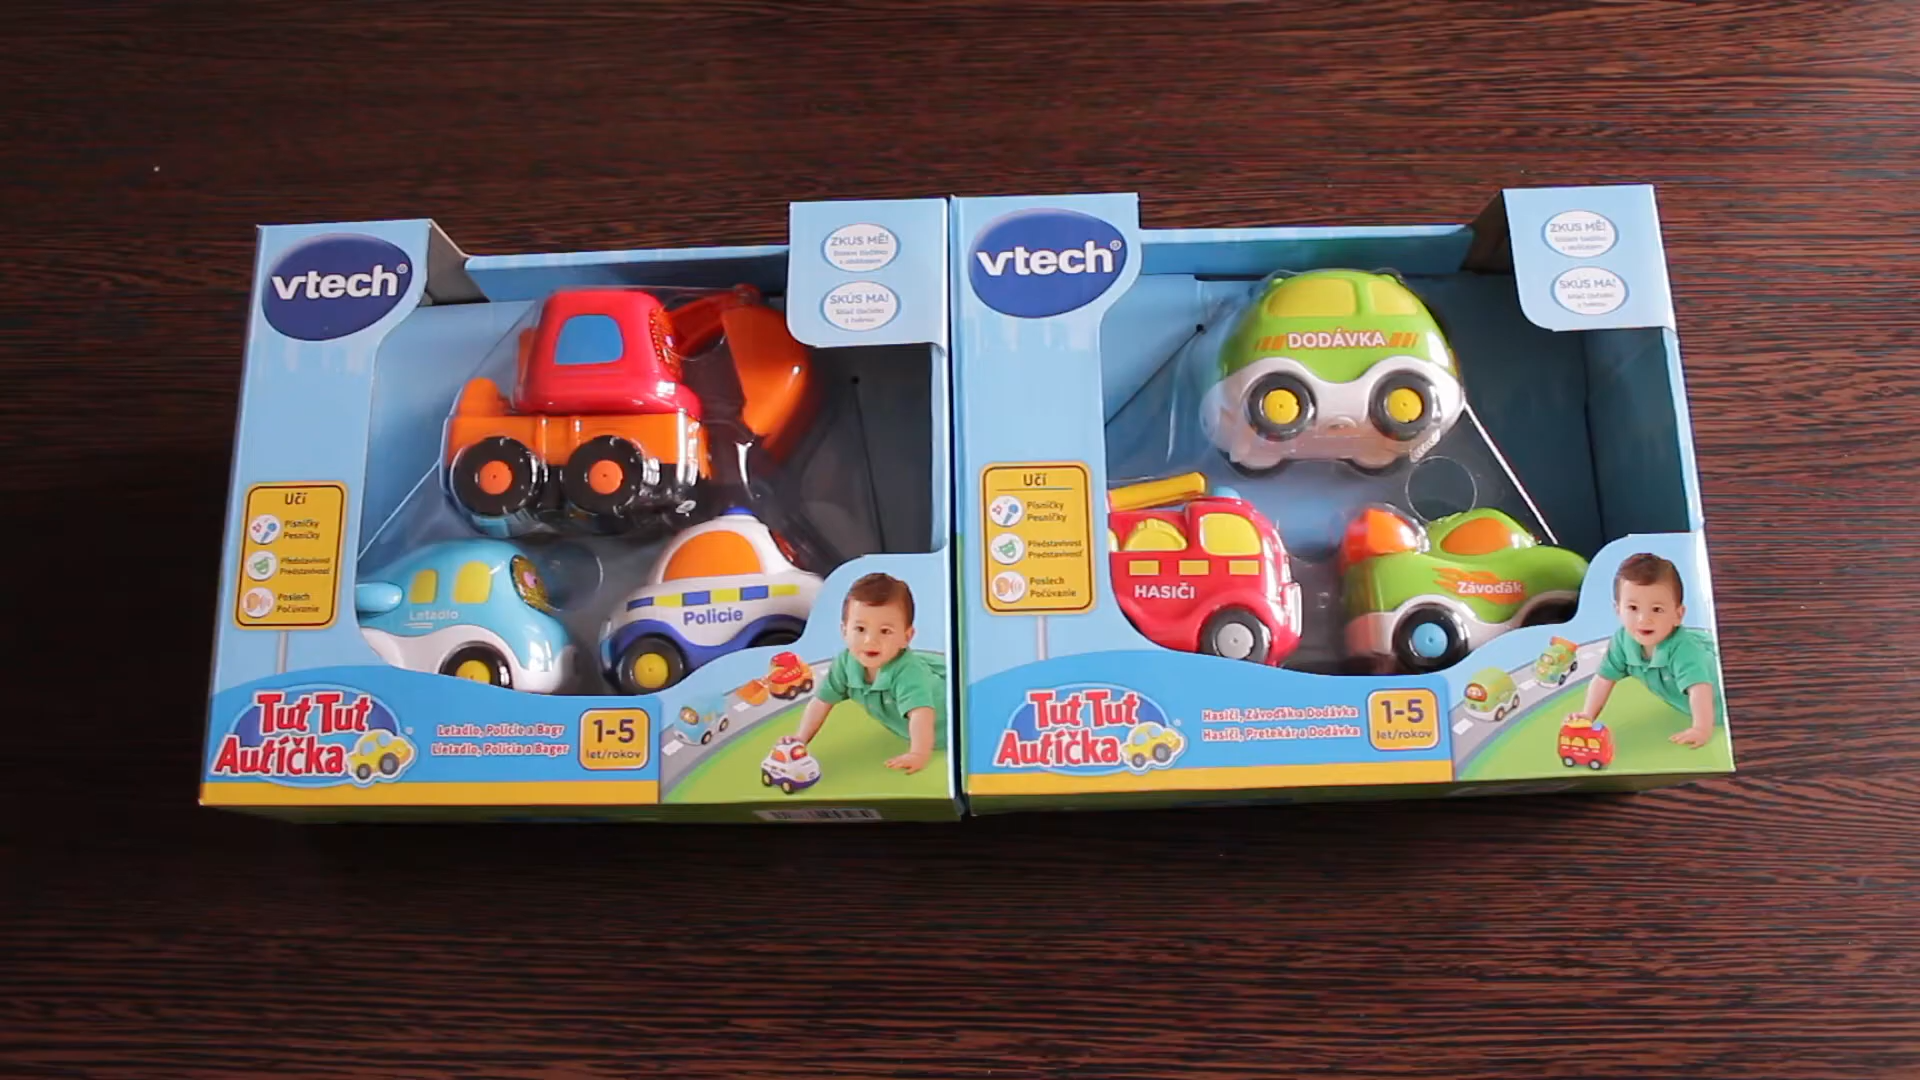 vtech®
ZKUS MĚ!
SKÚS MA!
Učí
Písničky
Pesničky
Představivost
Predstavivosť
Poslech
Počúvanie
Letadlo
Policie
Tut Tut
Autíčka
Letadlo, Policie a Bagr
Lietadlo, Polícia a Bager
1-5
let/rokov
vtech®
ZKUS MĚ!
SKÚS MA!
DODÁVKA
Učí
Písničky
Pesničky
Představivost
Predstavivosť
Poslech
Počúvanie
HASIČI
Závoďák
Tut Tut
Autíčka
Hasiči, Závoďák a Dodávka
Hasiči, Pretekár a Dodávka
1-5
let/rokov